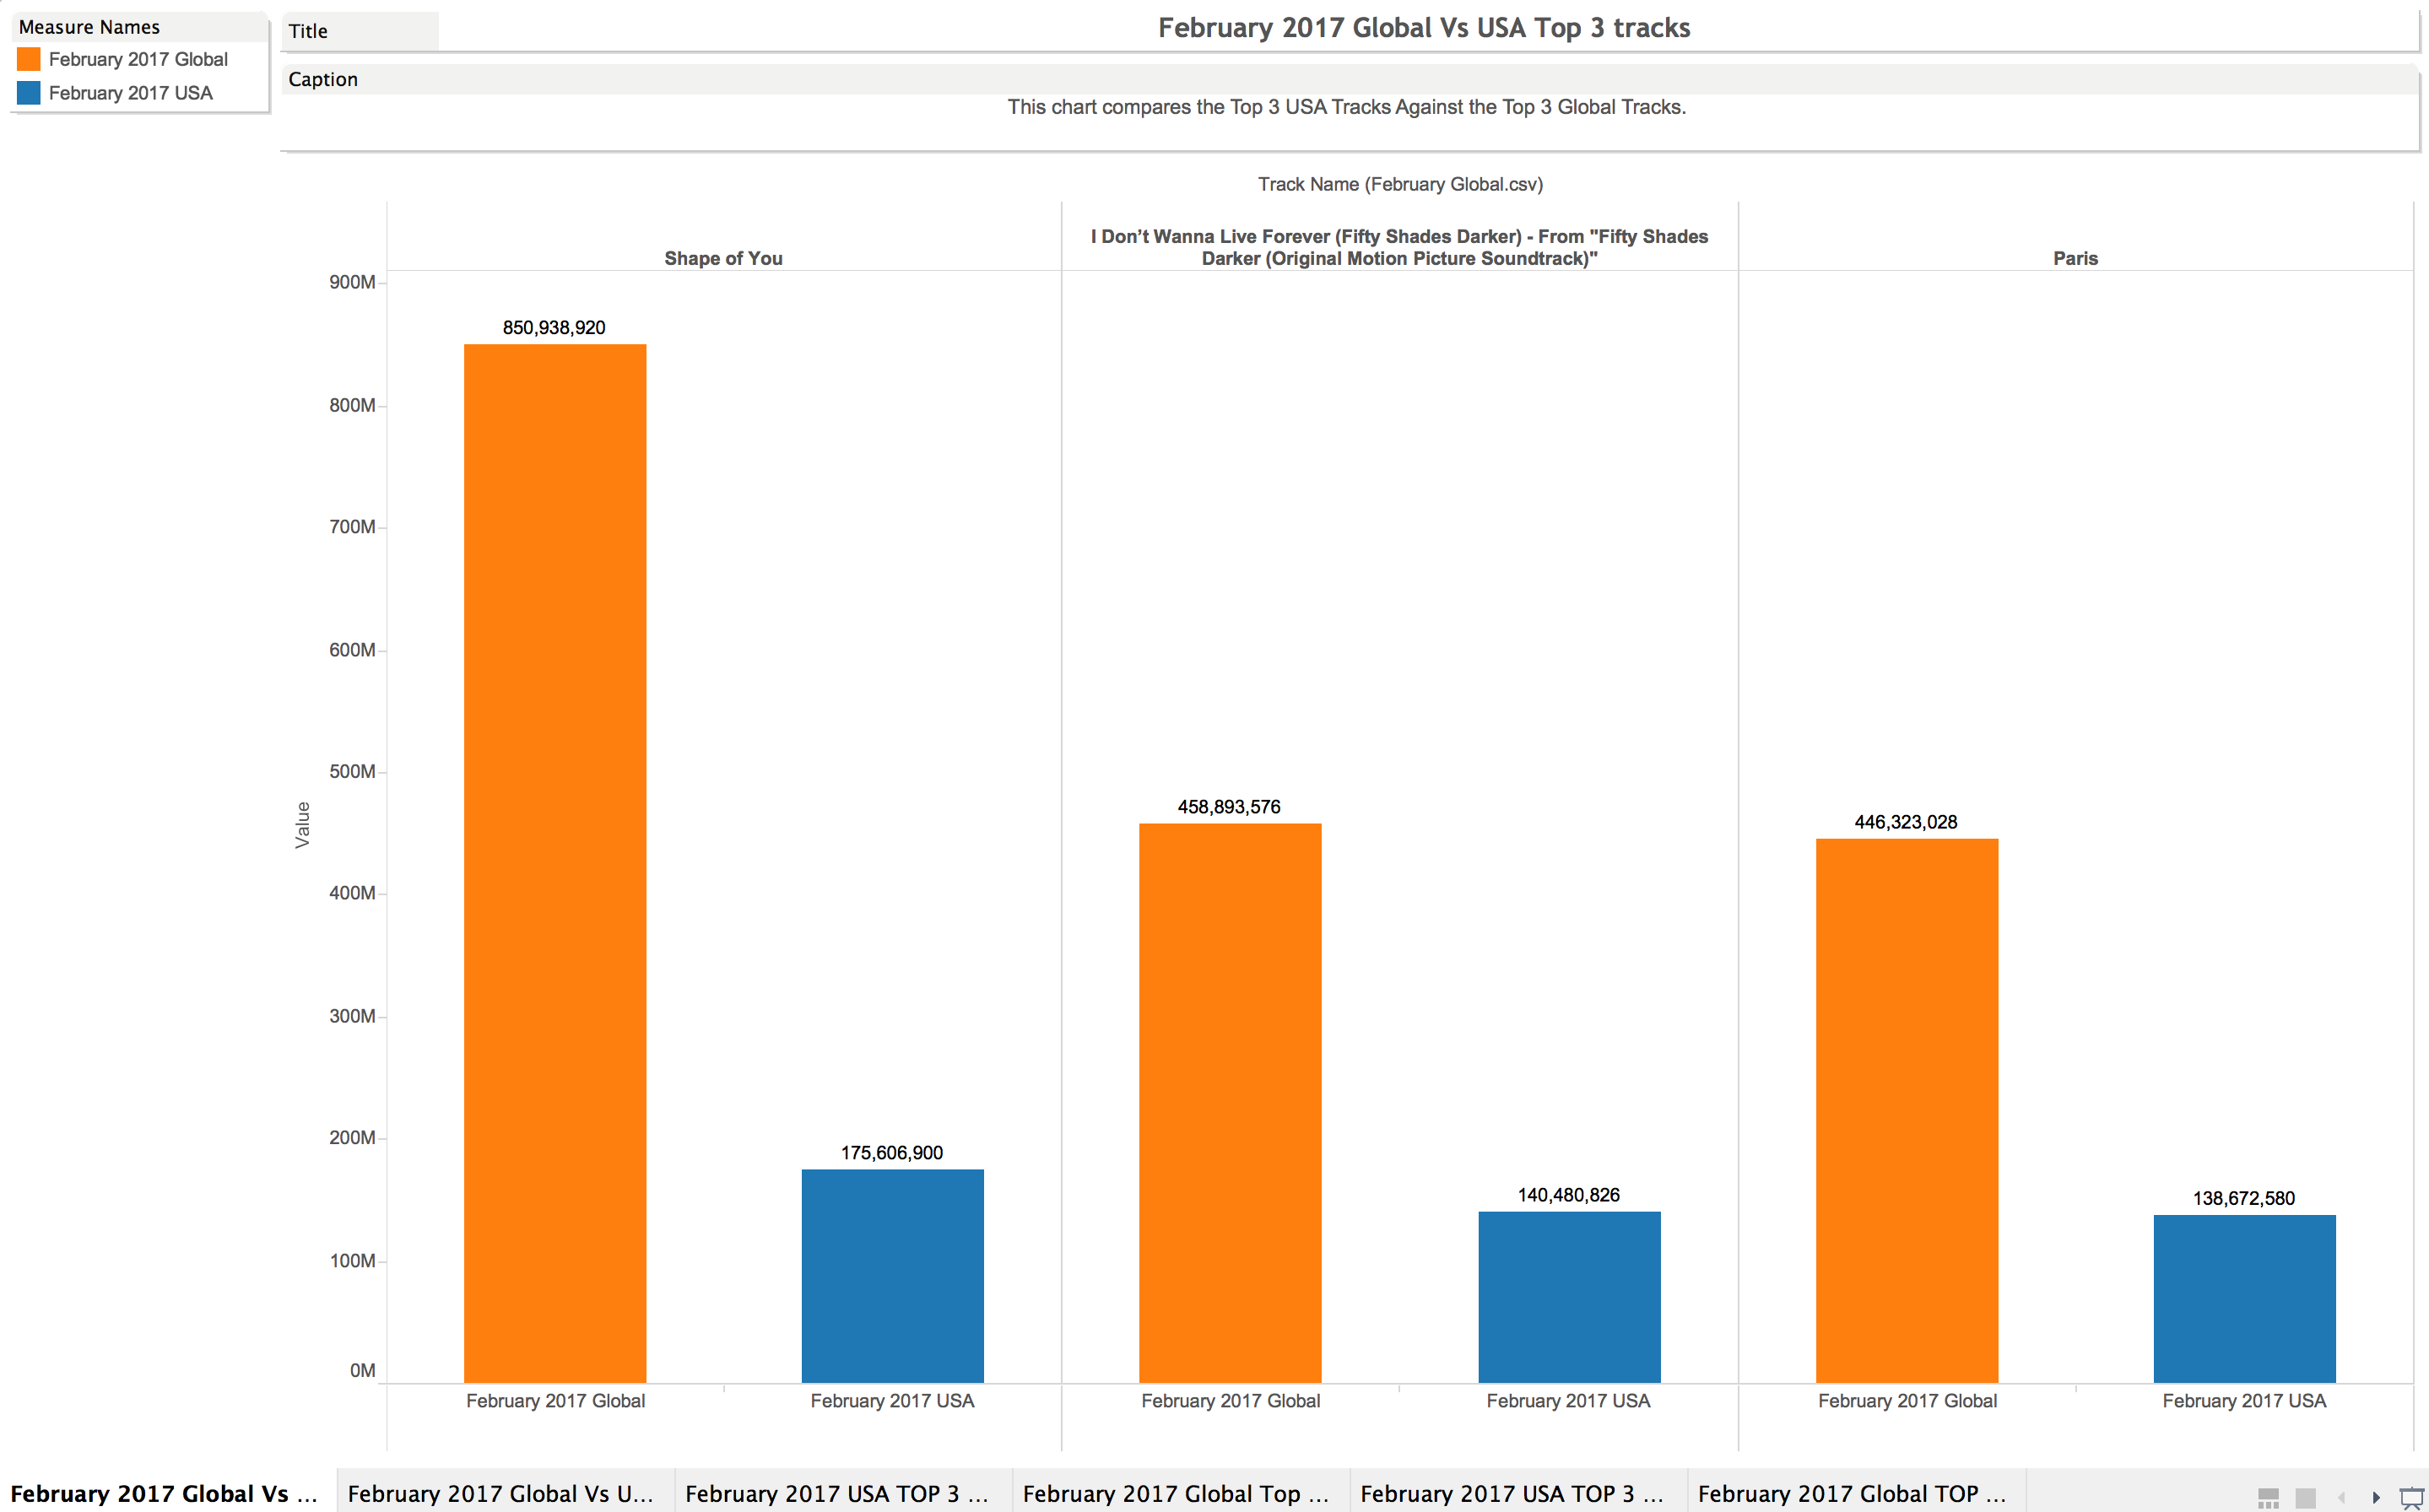 Measure Names
February 2017 Global
February 2017 USA
Title
February 2017 Global Vs USA Top 3 tracks
Caption
This chart compares the Top 3 USA Tracks Against the Top 3 Global Tracks.
Track Name (February Global.csv)
Shape of You
I Don’t Wanna Live Forever (Fifty Shades Darker) - From "Fifty Shades
Darker (Original Motion Picture Soundtrack)"
Paris
Value
900M
800M
700M
600M
500M
400M
300M
200M
100M
0M
850,938,920
175,606,900
458,893,576
140,480,826
446,323,028
138,672,580
February 2017 Global
February 2017 USA
February 2017 Global
February 2017 USA
February 2017 Global
February 2017 USA
February 2017 Global Vs ...
February 2017 Global Vs U...
February 2017 USA TOP 3 ...
February 2017 Global Top ...
February 2017 USA TOP 3 ...
February 2017 Global TOP ...